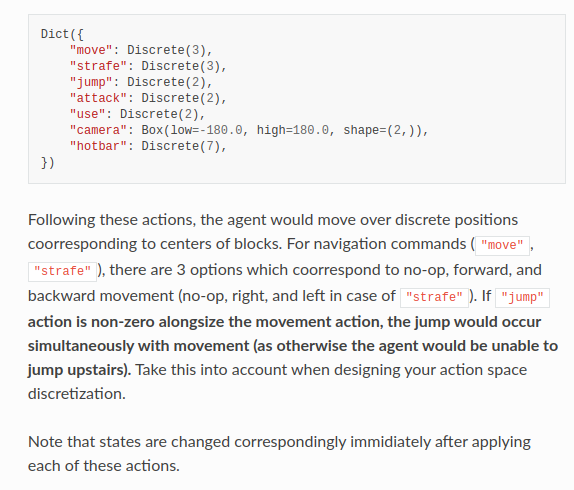 Dict({
    "move": Discrete(3),
    "strafe": Discrete(3),
    "jump": Discrete(2),
    "attack": Discrete(2),
    "use": Discrete(2),
    "camera": Box(low=-180.0, high=180.0, shape=(2,)),
    "hotbar": Discrete(7),
})
Following these actions, the agent would move over discrete positions
coorresponding to centers of blocks. For navigation commands ( "move" ,
"strafe" ), there are 3 options which coorrespond to no-op, forward, and
backward movement (no-op, right, and left in case of "strafe" ). If "jump"
action is non-zero alongsize the movement action, the jump would occur
simultaneously with movement (as otherwise the agent would be unable to
jump upstairs). Take this into account when designing your action space
discretization.
Note that states are changed correspondingly immidiately after applying
each of these actions.